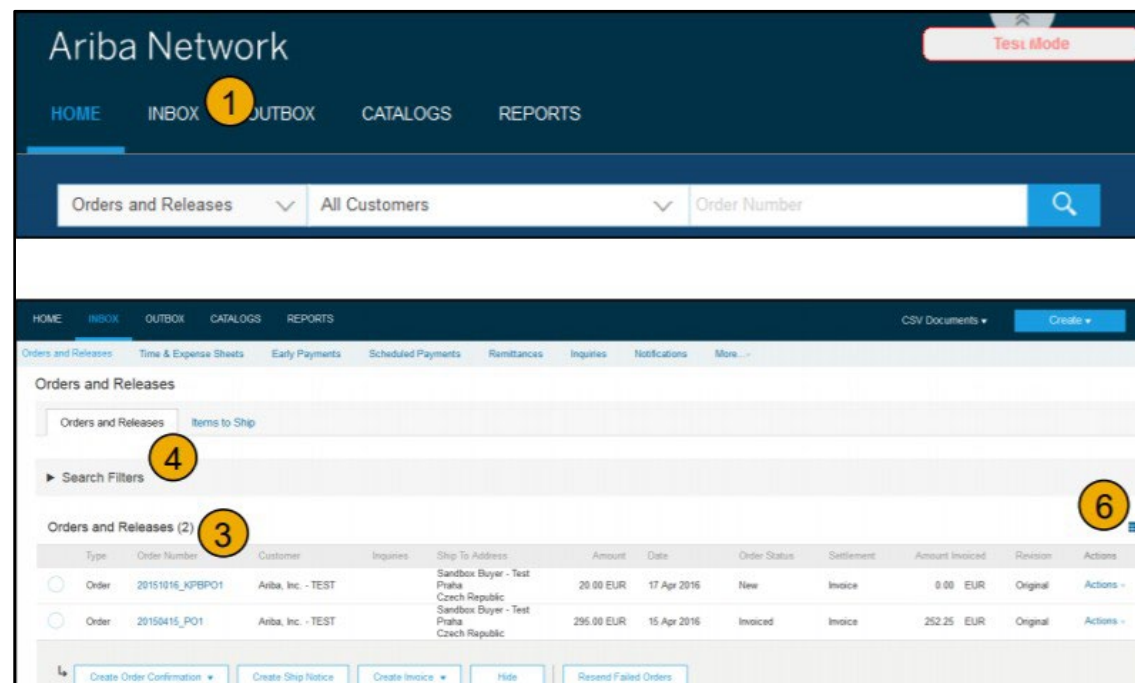 Ariba Network
Test Mode
HOME INBOX 1 OUTBOX CATALOGS REPORTS
Orders and Releases All Customers Order Number
HOME INBOX OUTBOX CATALOGS REPORTS CSV Documents Create
Orders and Releases Time & Expense Sheets Early Payments Scheduled Payments Remittances Inquiries Notifications More...
Orders and Releases
Orders and Releases Items to Ship
4
Search Filters
6
Orders and Releases (2) 3
Type Order Number Customer Inquiries Ship To Address Amount Date Order Status Settlement Amount Invoiced Revision Actions
Order 20151016_KPBPO1 Ariba, Inc. - TEST Sandbox Buyer - Test Praha Czech Republic 20.00 EUR 17 Apr 2016 New Invoice 0.00 EUR Original Actions
Order 20150415_PO1 Ariba, Inc. - TEST Sandbox Buyer - Test Praha Czech Republic 295.00 EUR 15 Apr 2016 Invoiced Invoice 252.25 EUR Original Actions
Create Order Confirmation Create Ship Notice Create Invoice Hide Resend Failed Orders